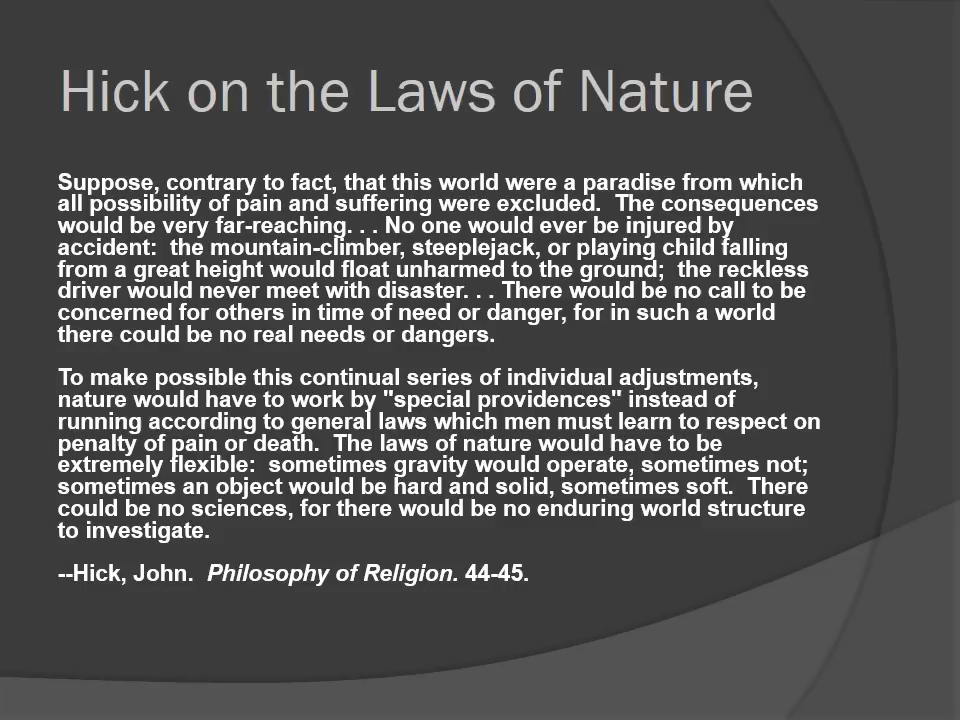 Hick on the Laws of Nature
Suppose, contrary to fact, that this world were a paradise from which
all possibility of pain and suffering were excluded.  The consequences
would be very far-reaching. . . No one would ever be injured by
accident:  the mountain-climber, steeplejack, or playing child falling
from a great height would float unharmed to the ground;  the reckless
driver would never meet with disaster. . . There would be no call to be
concerned for others in time of need or danger, for in such a world
there could be no real needs or dangers.
To make possible this continual series of individual adjustments,
nature would have to work by "special providences" instead of
running according to general laws which men must learn to respect on
penalty of pain or death.  The laws of nature would have to be
extremely flexible:  sometimes gravity would operate, sometimes not;
sometimes an object would be hard and solid, sometimes soft.  There
could be no sciences, for there would be no enduring world structure
to investigate.
--Hick, John.  Philosophy of Religion. 44-45.